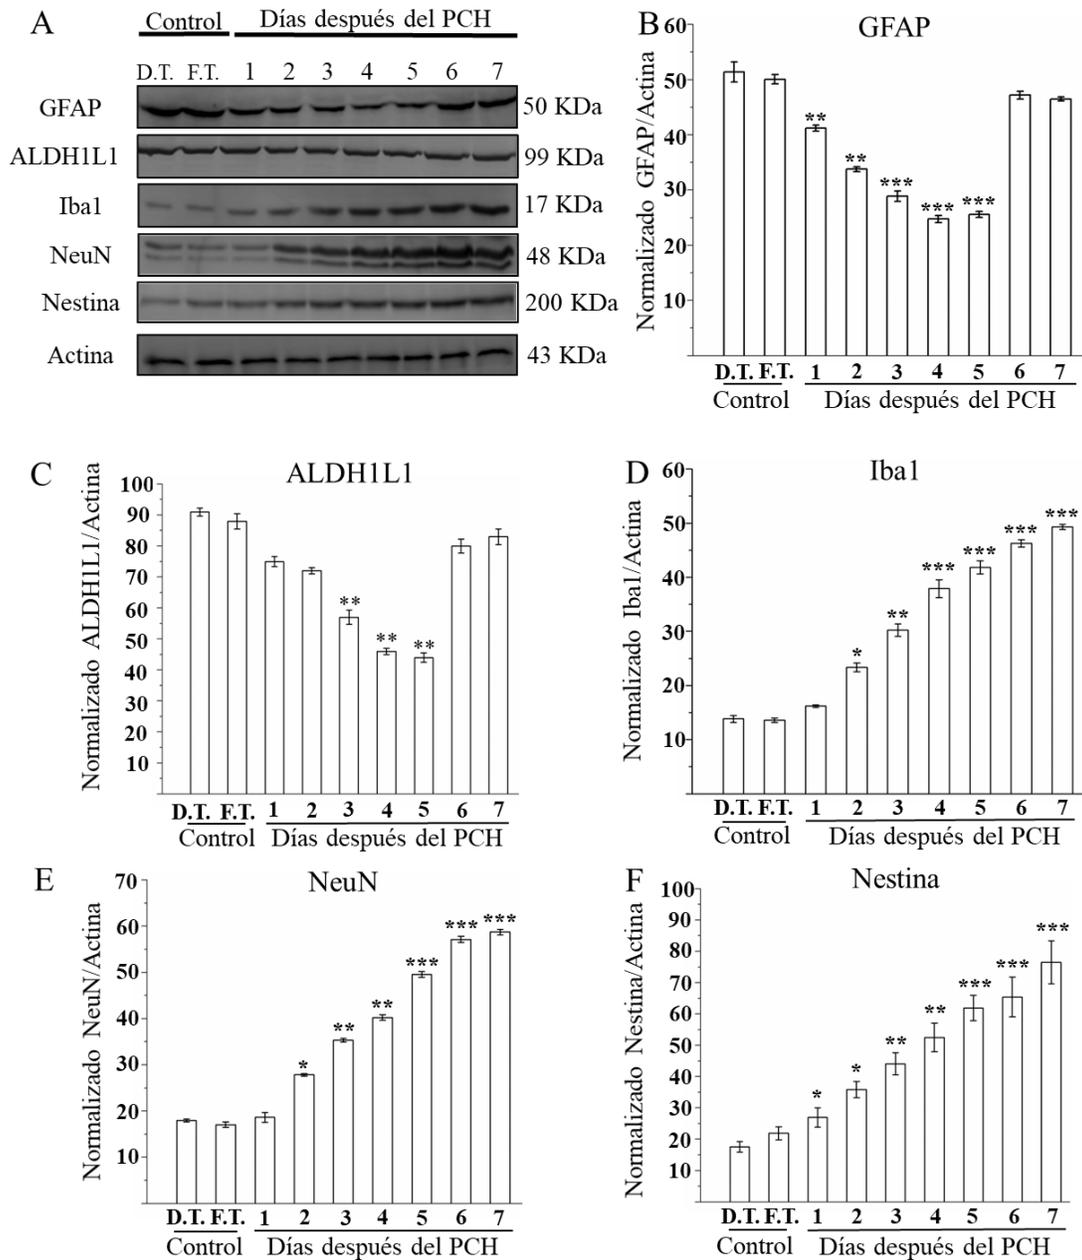 A
Control
Días después del PCH
D.T. F.T. 1 2 3 4 5 6 7
GFAP
50 KDa
ALDH1L1
99 KDa
Iba1
17 KDa
NeuN
48 KDa
Nestina
200 KDa
Actina
43 KDa
B
GFAP
Normalizado GFAP/Actina
60
50
40
30
20
10
** ** *** *** ***
D.T. F.T. 1 2 3 4 5 6 7
Control
Días después del PCH
C
ALDH1L1
Normalizado ALDH1L1/Actina
100
90
80
70
60
50
40
30
20
10
** ** **
D.T. F.T. 1 2 3 4 5 6 7
Control
Días después del PCH
D
Iba1
Normalizado Iba1/Actina
60
50
40
30
20
10
* ** *** *** *** ***
D.T. F.T. 1 2 3 4 5 6 7
Control
Días después del PCH
E
NeuN
Normalizado NeuN/Actina
70
60
50
40
30
20
10
* ** ** *** *** ***
D.T. F.T. 1 2 3 4 5 6 7
Control
Días después del PCH
F
Nestina
Normalizado Nestina/Actina
100
90
80
70
60
50
40
30
20
10
* * ** ** *** *** ***
D.T. F.T. 1 2 3 4 5 6 7
Control
Días después del PCH